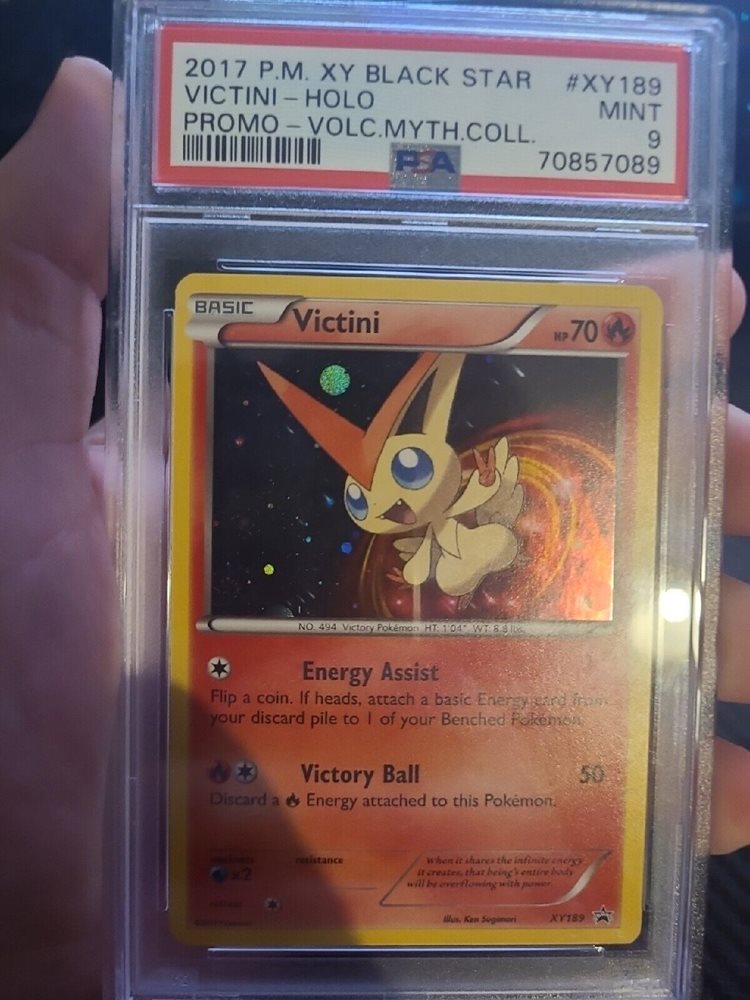 2017 P.M. XY BLACK STAR #XY189
VICTINI - HOLO MINT
PROMO - VOLC.MYTH.COLL. 9
PSA 70857089
BASIC Victini HP 70
NO. 494 Victory Pokémon HT: 1'04" WT: 8.8 lbs.
Energy Assist
Flip a coin. If heads, attach a basic Energy card from
your discard pile to 1 of your Benched Pokémon.
Victory Ball 50
Discard a Energy attached to this Pokémon.
weakness resistance
×2
When it shares the infinite energy
it creates, that being's entire body
will be overflowing with power.
retreat
Illus. Ken Sugimori XY189